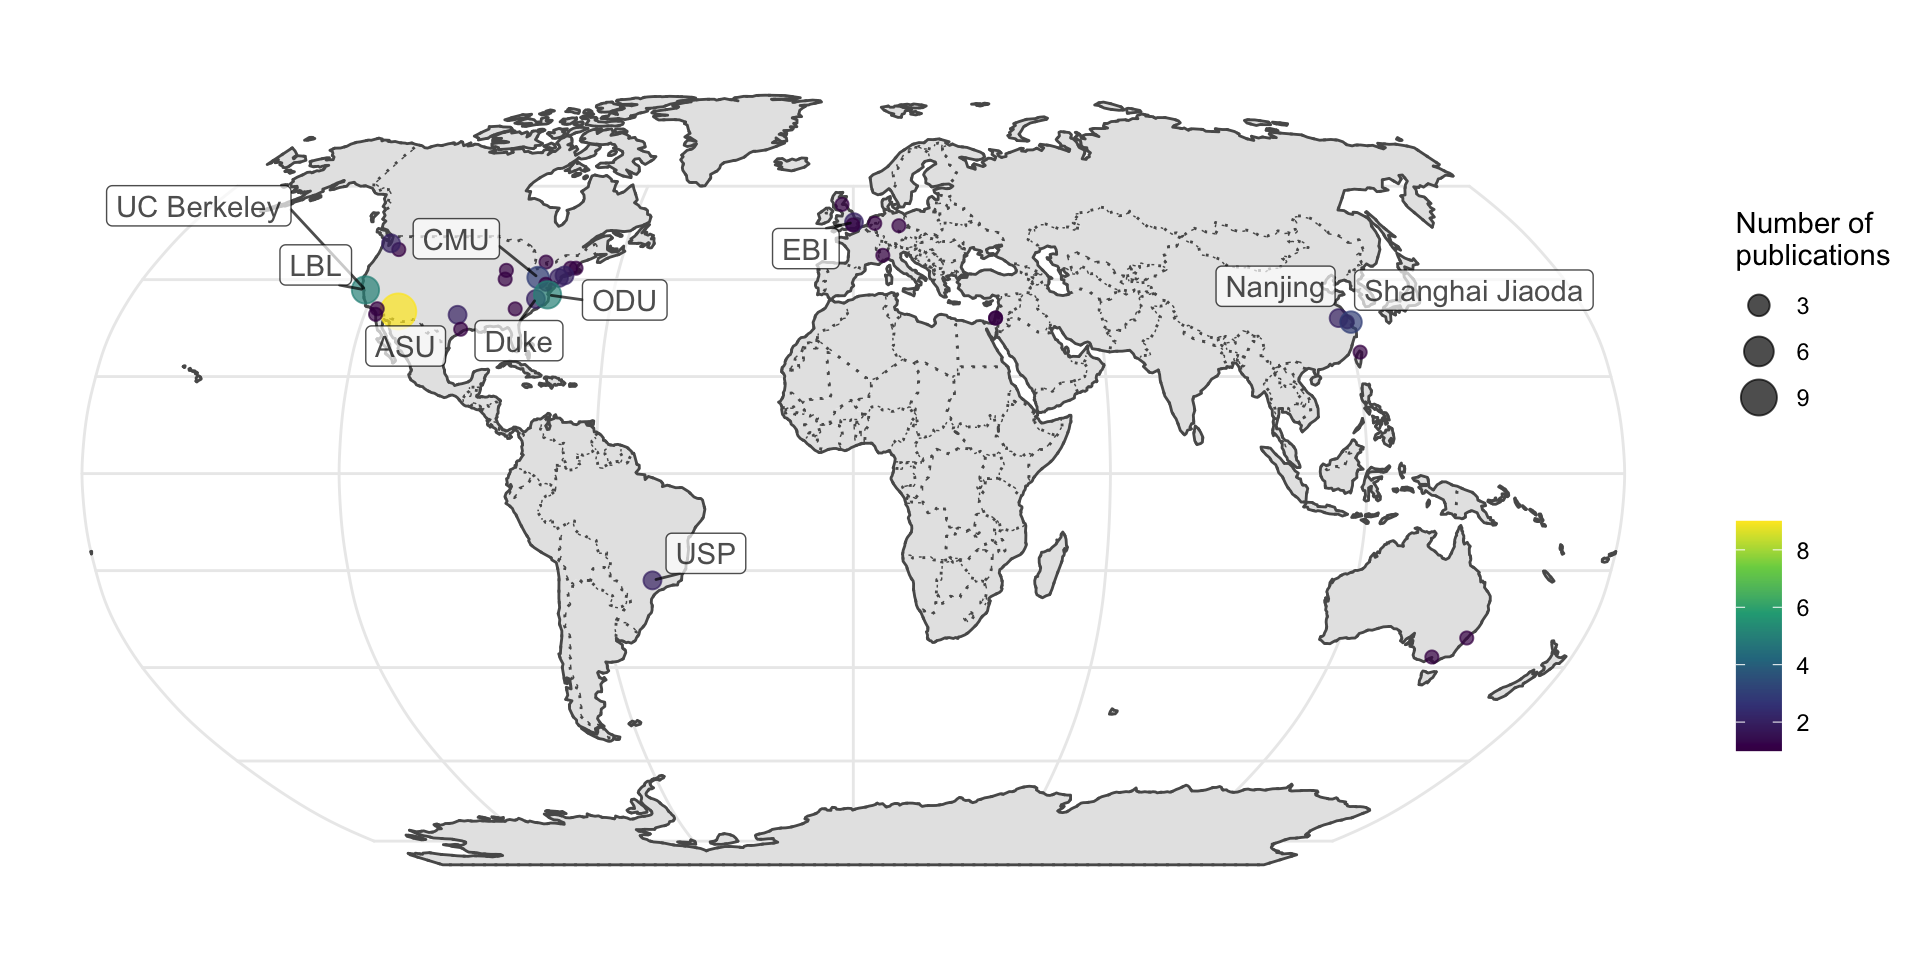 UC Berkeley
LBL
CMU
ODU
ASU
Duke
EBI
Nanjing
Shanghai Jiaoda
USP
Number of
publications
3
6
9
8
6
4
2